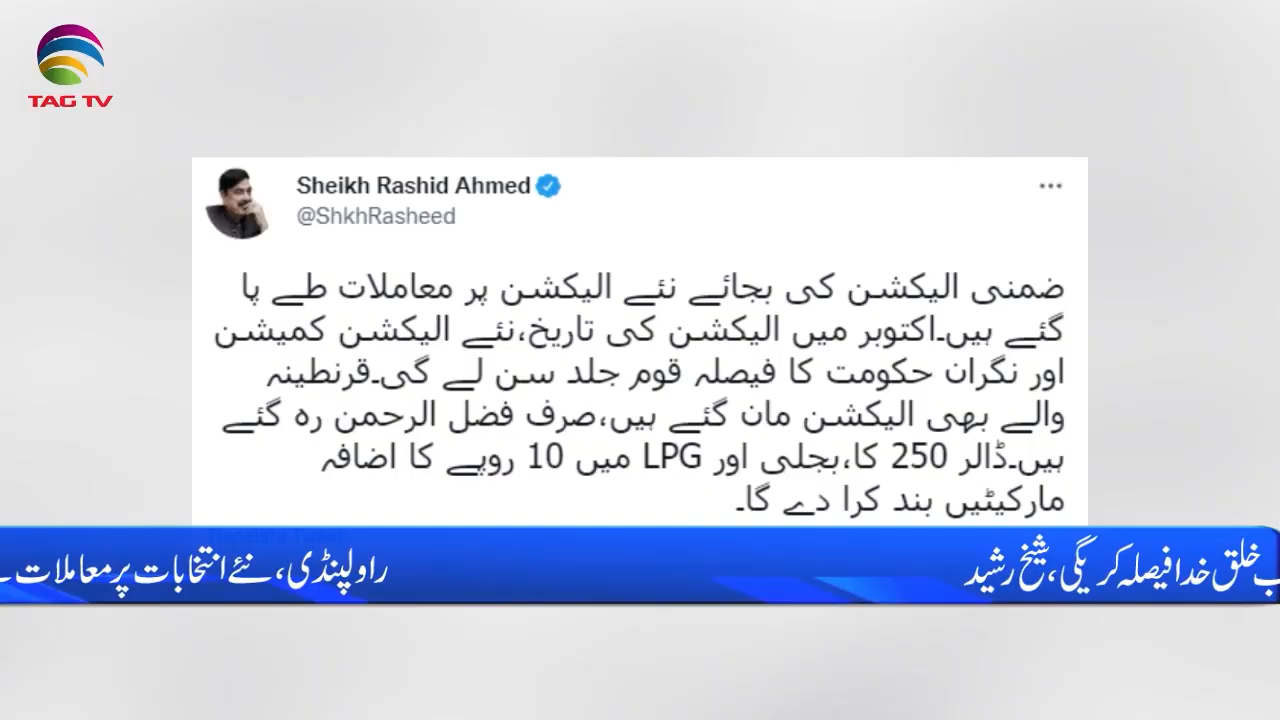 TAG TV
Sheikh Rashid Ahmed
@ShkhRasheed
ضمنی الیکشن کی بجائے نئے الیکشن پر معاملات طے پا
گئے ہیں۔اکتوبر میں الیکشن کی تاریخ،نئے الیکشن کمیشن
اور نگران حکومت کا فیصلہ قوم جلد سن لے گی۔قرنطینہ
والے بھی الیکشن مان گئے ہیں،صرف فضل الرحمن رہ گئے
ہیں۔ڈالر 250 کا،بجلی اور LPG میں 10 روپے کا اضافہ
مارکیٹیں بند کرا دے گا۔
خلق خدا فیصلہ کریگی، شیخ رشید راولپنڈی، نئے انتخابات پر معاملات